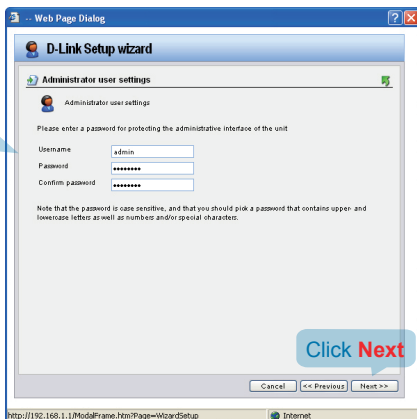 -- Web Page Dialog
D-Link Setup wizard
Administrator user settings
Administrator user settings
Please enter a password for protecting the administrative interface of the unit
Username admin
Password ••••••••
Confirm password ••••••••
Note that the password is case sensitive, and that you should pick a password that contains upper- and
lowercase letters as well as numbers and/or special characters.
Click Next
Cancel << Previous Next >>
http://192.168.1.1/ModalFrame.htm?Page=WizardSetup Internet